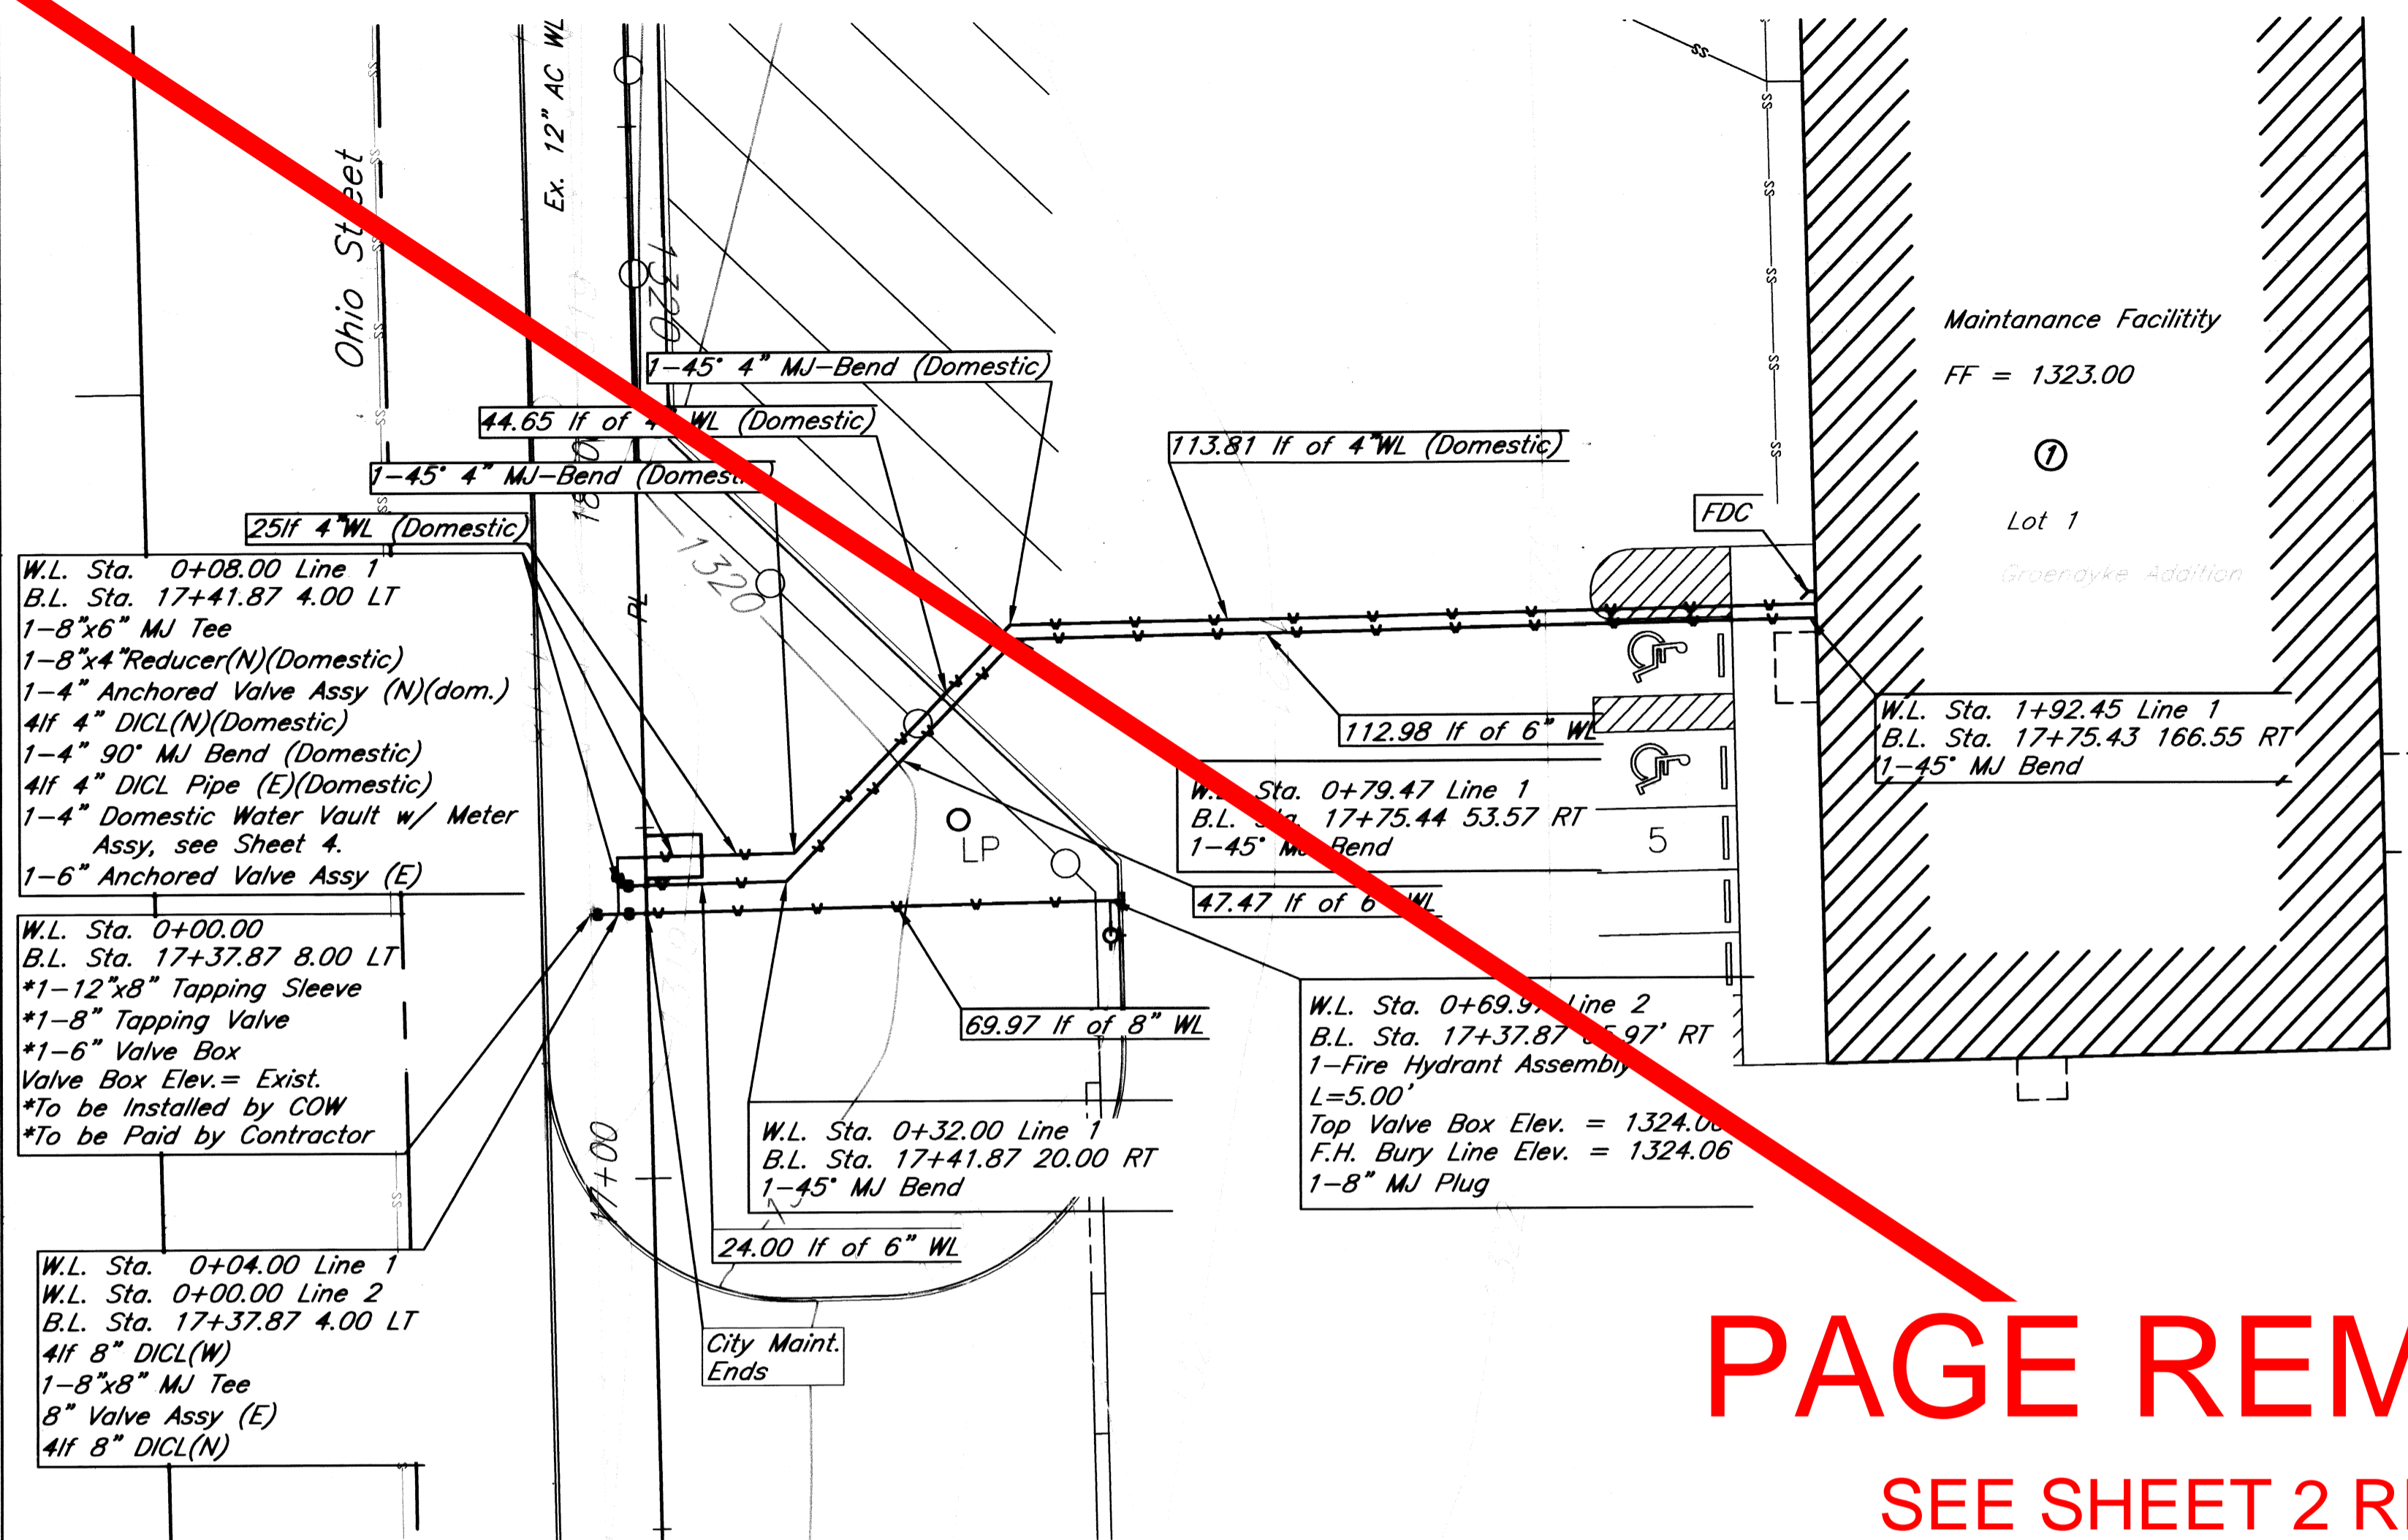 Ohio Street
Ex. 12" AC WL
1320
1-45° 4" MJ-Bend (Domestic)
44.65 lf of 4" WL (Domestic)
1-45° 4" MJ-Bend (Domestic)
25lf 4"WL (Domestic)
113.81 lf of 4"WL (Domestic)
FDC
Maintanance Facilitity
FF = 1323.00
1
Lot 1
Groendyke Addition
PL
1320
W.L. Sta. 0+08.00 Line 1
B.L. Sta. 17+41.87 4.00 LT
1-8"x6" MJ Tee
1-8"x4"Reducer(N)(Domestic)
1-4" Anchored Valve Assy (N)(dom.)
4lf 4" DICL(N)(Domestic)
1-4" 90° MJ Bend (Domestic)
4lf 4" DICL Pipe (E)(Domestic)
1-4" Domestic Water Vault w/ Meter
Assy, see Sheet 4.
1-6" Anchored Valve Assy (E)
112.98 lf of 6" WL
W.L. Sta. 1+92.45 Line 1
B.L. Sta. 17+75.43 166.55 RT
1-45° MJ Bend
W.L. Sta. 0+79.47 Line 1
B.L. Sta. 17+75.44 53.57 RT
1-45° MJ Bend
LP
5
47.47 lf of 6" WL
W.L. Sta. 0+00.00
B.L. Sta. 17+37.87 8.00 LT
*1-12"x8" Tapping Sleeve
*1-8" Tapping Valve
*1-6" Valve Box
Valve Box Elev.= Exist.
*To be Installed by COW
*To be Paid by Contractor
69.97 lf of 8" WL
W.L. Sta. 0+69.97 Line 2
B.L. Sta. 17+37.87 65.97' RT
1-Fire Hydrant Assembly
L=5.00'
Top Valve Box Elev. = 1324.06
F.H. Bury Line Elev. = 1324.06
1-8" MJ Plug
17+00
W.L. Sta. 0+32.00 Line 1
B.L. Sta. 17+41.87 20.00 RT
1-45° MJ Bend
24.00 lf of 6" WL
W.L. Sta. 0+04.00 Line 1
W.L. Sta. 0+00.00 Line 2
B.L. Sta. 17+37.87 4.00 LT
4lf 8" DICL(W)
1-8"x8" MJ Tee
8" Valve Assy (E)
4lf 8" DICL(N)
City Maint.
Ends
PAGE REM
SEE SHEET 2 R